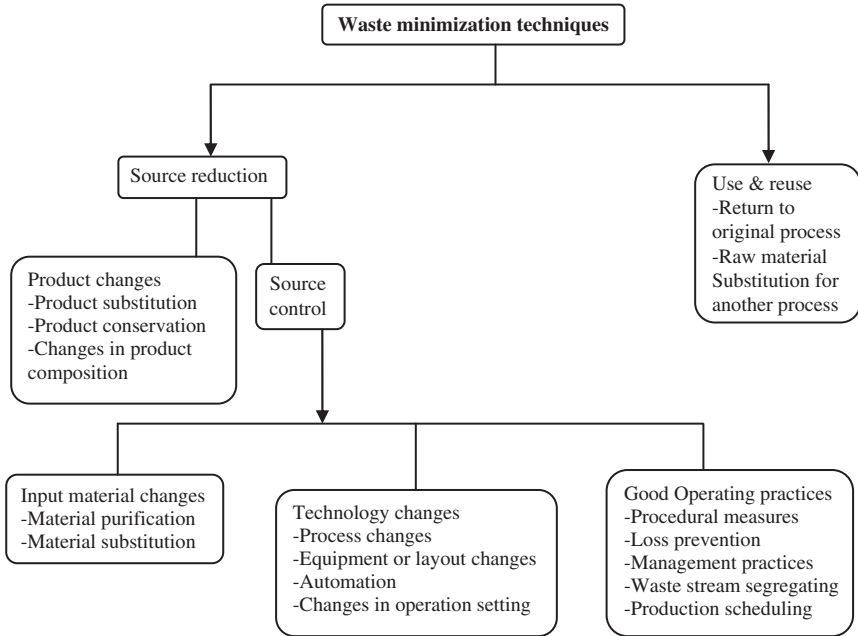 Waste minimization techniques
Source reduction
Use & reuse
-Return to
original process
-Raw material
Substitution for
another process
Product changes
-Product substitution
-Product conservation
-Changes in product
composition
Source
control
Input material changes
-Material purification
-Material substitution
Technology changes
-Process changes
-Equipment or layout changes
-Automation
-Changes in operation setting
Good Operating practices
-Procedural measures
-Loss prevention
-Management practices
-Waste stream segregating
-Production scheduling